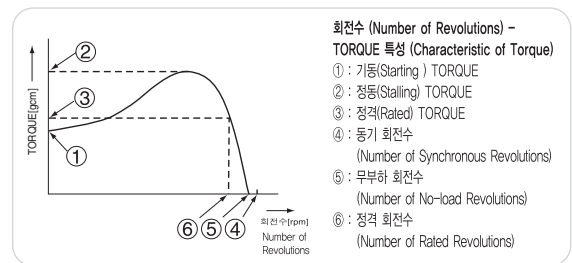 ②
③
①
TORQUE[gcm]
회전수[rpm]
⑥ ⑤ ④
Number of
Revolutions
회전수 (Number of Revolutions) –
TORQUE 특성 (Characteristic of Torque)
① : 기동(Starting ) TORQUE
② : 정동(Stalling) TORQUE
③ : 정격(Rated) TORQUE
④ : 동기 회전수
(Number of Synchronous Revolutions)
⑤ : 무부하 회전수
(Number of No-load Revolutions)
⑥ : 정격 회전수
(Number of Rated Revolutions)